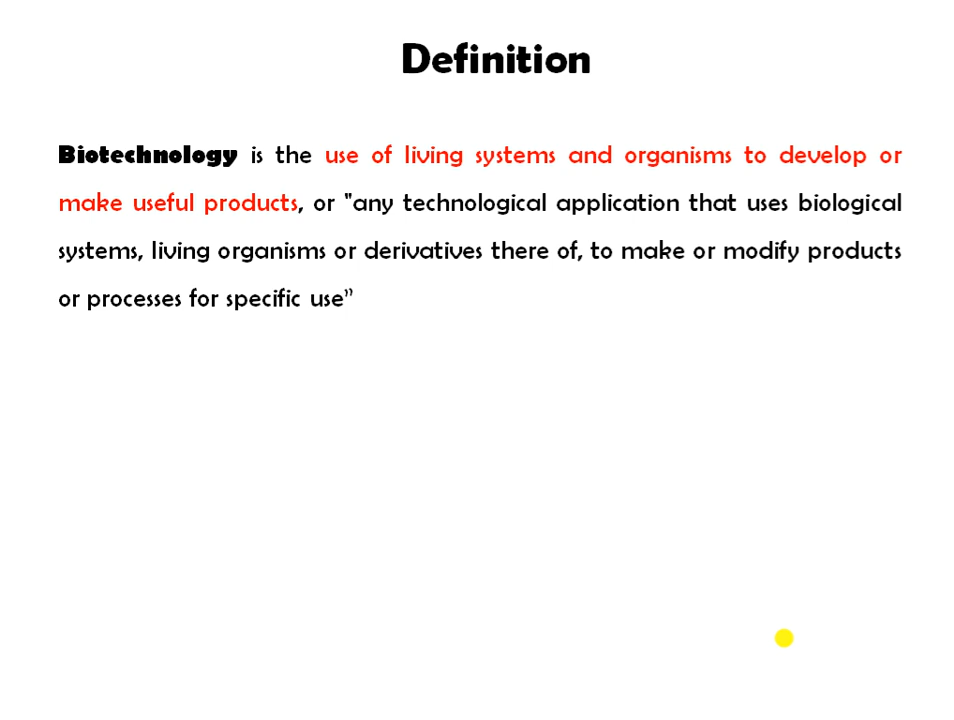 Definition
Biotechnology is the use of living systems and organisms to develop or
make useful products, or "any technological application that uses biological
systems, living organisms or derivatives there of, to make or modify products
or processes for specific use”